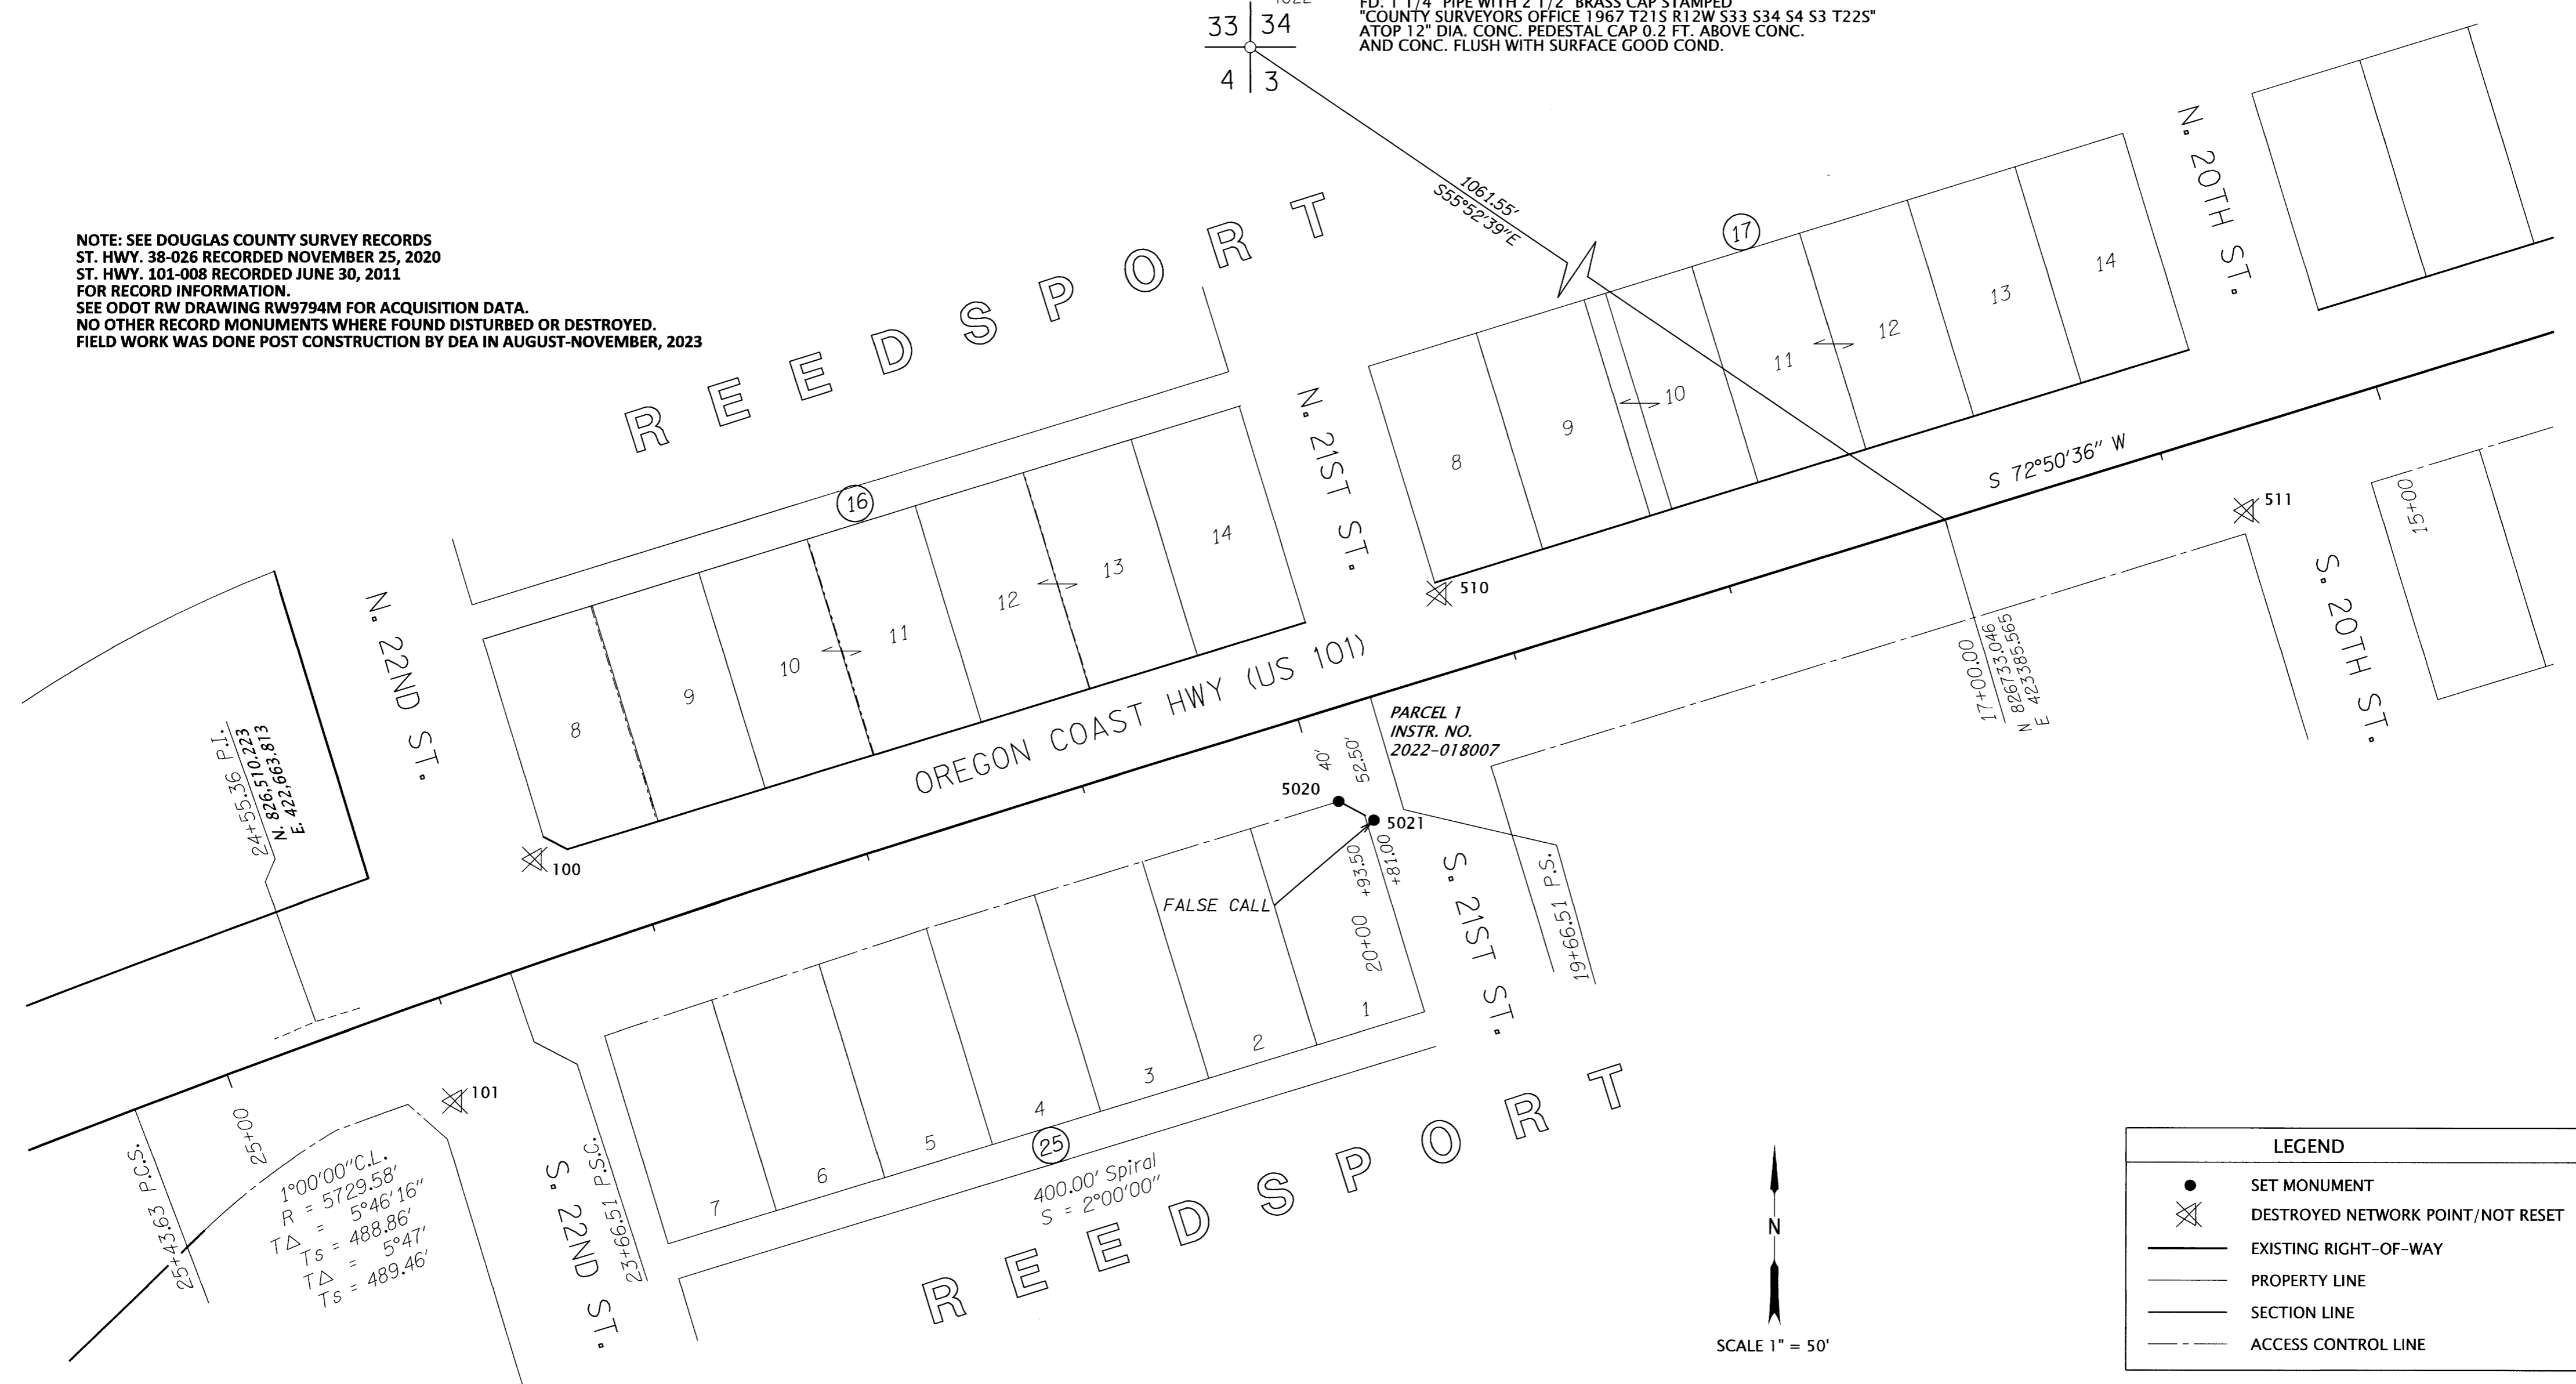 33 34
4 3
FD. 1 1/4" PIPE WITH 2 1/2" BRASS CAP STAMPED
"COUNTY SURVEYORS OFFICE 1967 T21S R12W S33 S34 S4 S3 T22S"
ATOP 12" DIA. CONC. PEDESTAL CAP 0.2 FT. ABOVE CONC.
AND CONC. FLUSH WITH SURFACE GOOD COND.
NOTE: SEE DOUGLAS COUNTY SURVEY RECORDS
ST. HWY. 38-026 RECORDED NOVEMBER 25, 2020
ST. HWY. 101-008 RECORDED JUNE 30, 2011
FOR RECORD INFORMATION.
SEE ODOT RW DRAWING RW9794M FOR ACQUISITION DATA.
NO OTHER RECORD MONUMENTS WHERE FOUND DISTURBED OR DESTROYED.
FIELD WORK WAS DONE POST CONSTRUCTION BY DEA IN AUGUST-NOVEMBER, 2023
1061.55'
S55°52'39"E
REEDSPORT
17
8
9
10
11
12
13
14
N. 20TH ST.
N. 21ST ST.
S 72°50'36" W
511
15+00
S. 20TH ST.
510
16
8
9
10
11
12
13
14
N. 22ND ST.
OREGON COAST HWY (US 101)
17+00.00
N 826733.046
E 423385.565
PARCEL 1
INSTR. NO.
2022-018007
24+55.36 P.I.
N. 826,510.223
E. 422,663.813
100
40'
52.50'
5020
5021
FALSE CALL
20+00
+93.50
+81.00
S. 21ST ST.
19+66.51 P.S.
101
25+43.63 P.C.S.
25+00
1°00'00"C.L.
R = 5729.58'
T△ = 5°46'16"
Ts = 488.86'
T△ = 5°47'
Ts = 489.46'
S. 22ND ST.
23+66.51 P.S.C.
7
6
5
4
3
2
1
25
400.00' Spiral
S = 2°00'00"
REEDSPORT
N
SCALE 1" = 50'
LEGEND
SET MONUMENT
DESTROYED NETWORK POINT/NOT RESET
EXISTING RIGHT-OF-WAY
PROPERTY LINE
SECTION LINE
ACCESS CONTROL LINE